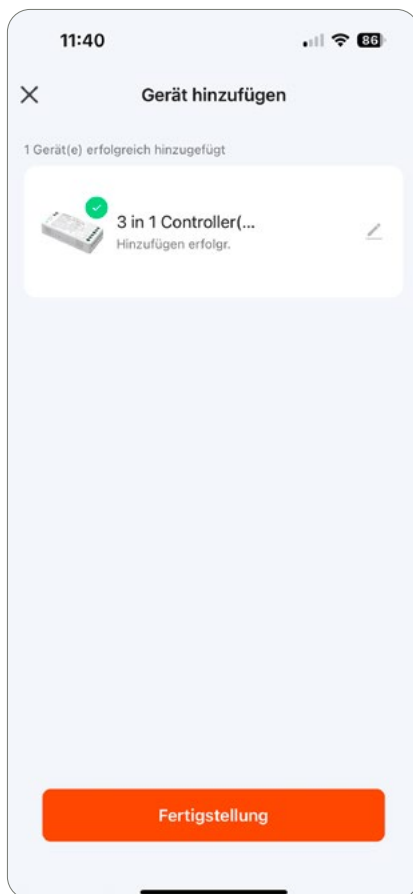 11:40
86
Gerät hinzufügen
1 Gerät(e) erfolgreich hinzugefügt
3 in 1 Controller(...
Hinzufügen erfolgr.
Fertigstellung